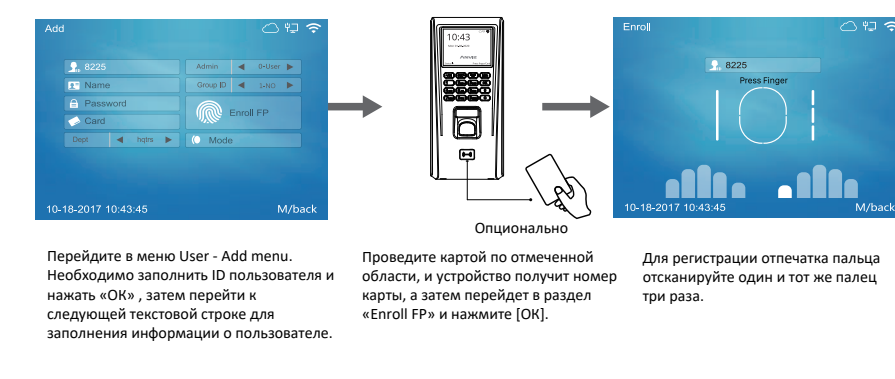 Add
8225
Name
Password
Card
Dept ◀ hqtrs ▶
Admin ◀ 0-User ▶
Group ID ◀ 1-NO ▶
Enroll FP
Mode
10-18-2017 10:43:45 M/back
10:43
Опционально
Enroll
8225
Press Finger
10-18-2017 10:43:45 M/back
Перейдите в меню User - Add menu.
Необходимо заполнить ID пользователя и
нажать «ОК» , затем перейти к
следующей текстовой строке для
заполнения информации о пользователе.
Проведите картой по отмеченной
области, и устройство получит номер
карты, а затем перейдет в раздел
«Enroll FP» и нажмите [ОК].
Для регистрации отпечатка пальца
отсканируйте один и тот же палец
три раза.